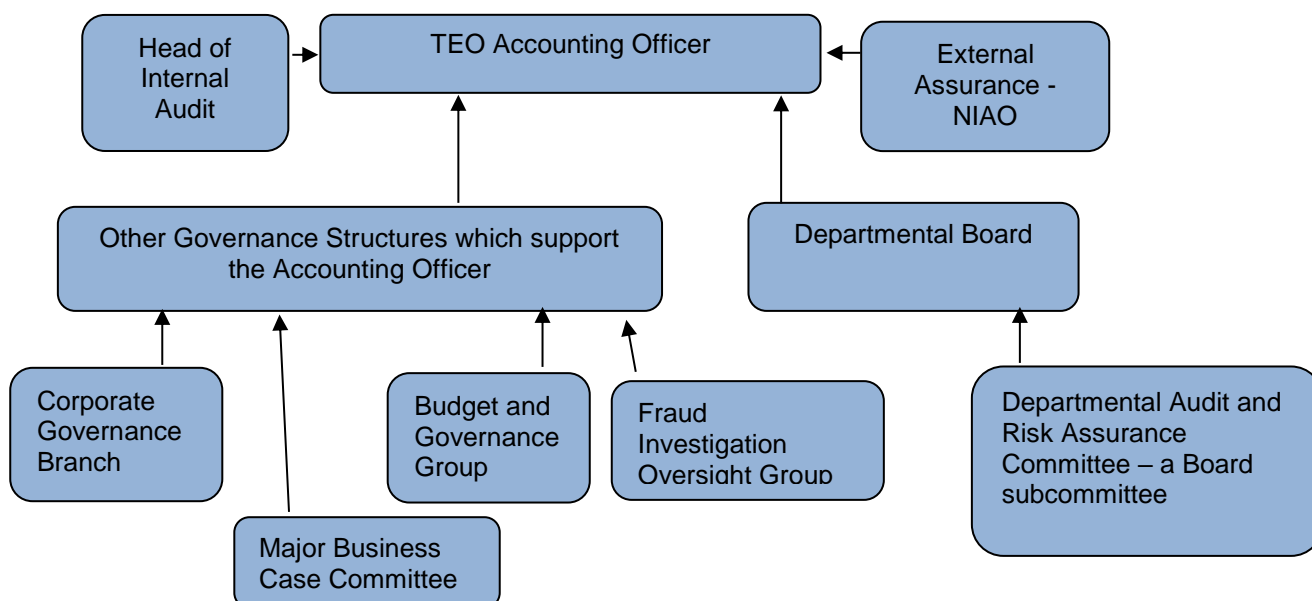 Head of
Internal
Audit
TEO Accounting Officer
External
Assurance -
NIAO
Other Governance Structures which support
the Accounting Officer
Departmental Board
Corporate
Governance
Branch
Major Business
Case Committee
Budget and
Governance
Group
Fraud
Investigation
Oversight Group
Departmental Audit and
Risk Assurance
Committee – a Board
subcommittee